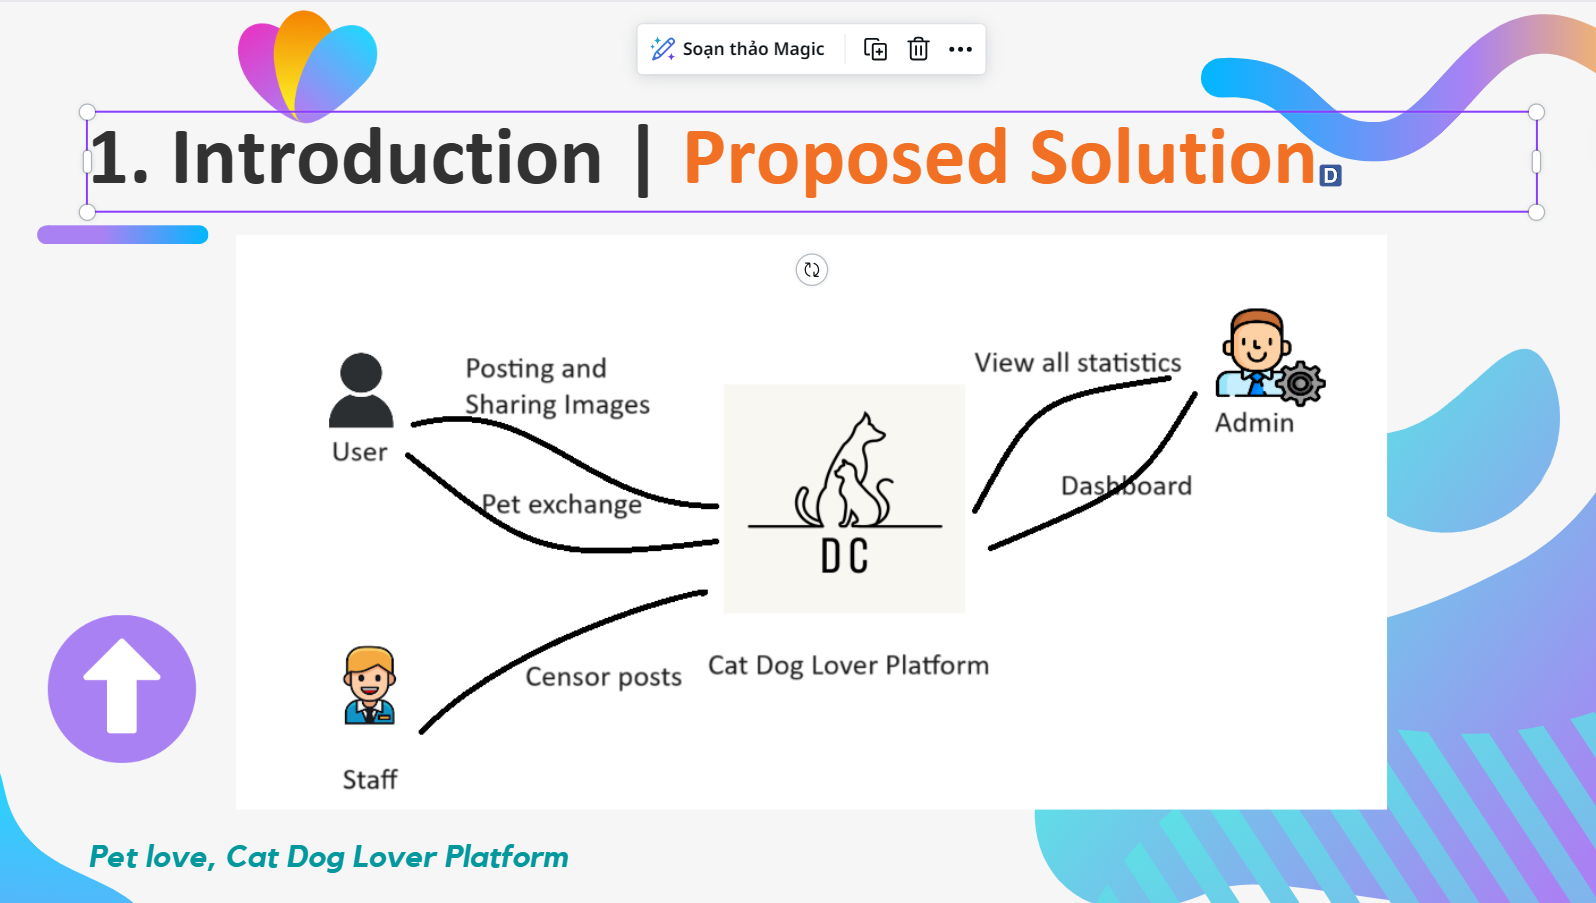 Soạn thảo Magic
1. Introduction | Proposed Solution
D
Posting and
Sharing Images
User
Pet exchange
View all statistics
Admin
Dashboard
DC
Cat Dog Lover Platform
Censor posts
Staff
Pet love, Cat Dog Lover Platform